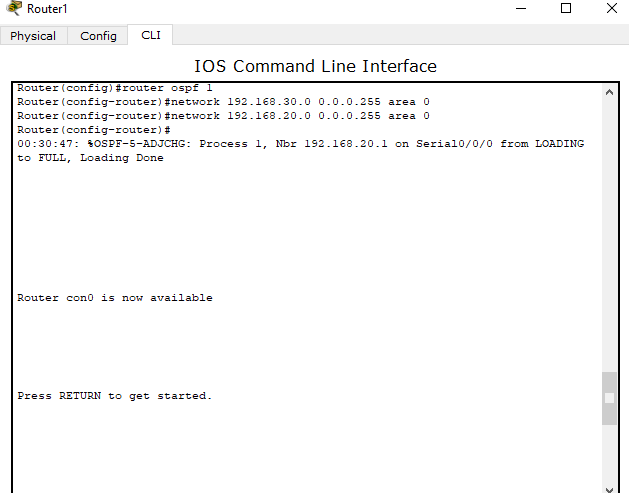 Router1
Physical Config CLI
IOS Command Line Interface
Router(config)#router ospf 1
Router(config-router)#network 192.168.30.0 0.0.0.255 area 0
Router(config-router)#network 192.168.20.0 0.0.0.255 area 0
Router(config-router)#
00:30:47: %OSPF-5-ADJCHG: Process 1, Nbr 192.168.20.1 on Serial0/0/0 from LOADING
to FULL, Loading Done
Router con0 is now available
Press RETURN to get started.